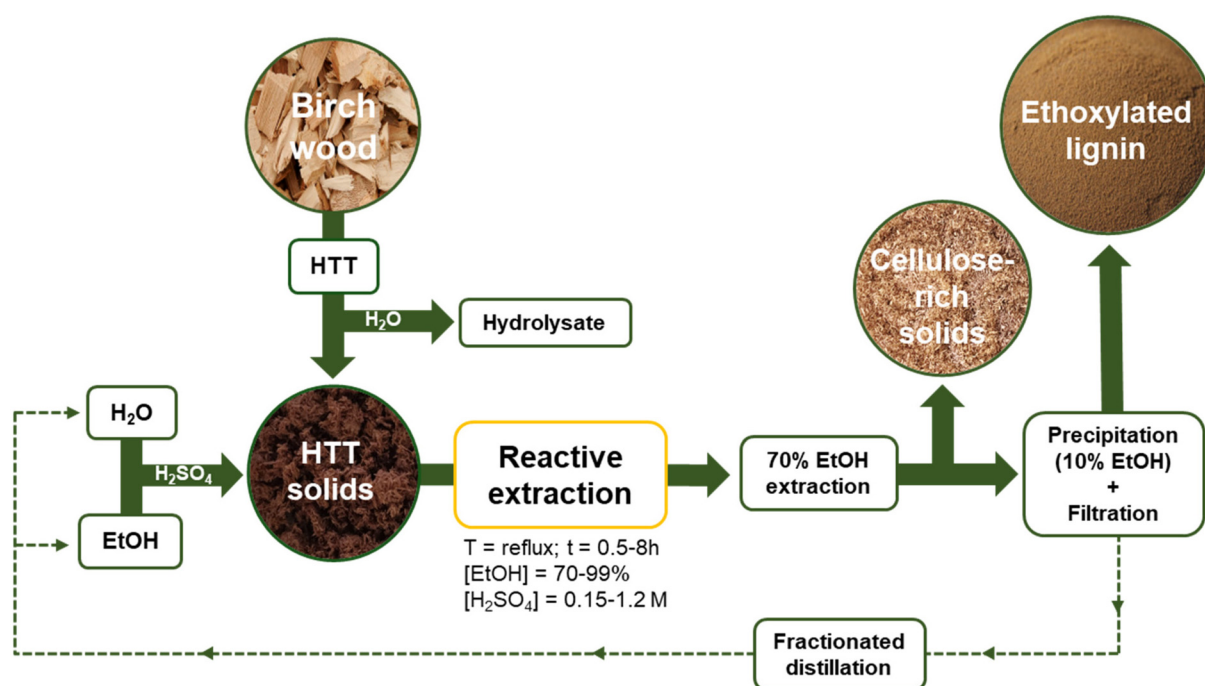 Birch
wood
Ethoxylated
lignin
HTT
Cellulose-
rich
solids
H₂O
Hydrolysate
H₂O
H₂SO₄
EtOH
HTT
solids
Reactive
extraction
T = reflux; t = 0.5-8h
[EtOH] = 70-99%
[H₂SO₄] = 0.15-1.2 M
70% EtOH
extraction
Precipitation
(10% EtOH)
+
Filtration
Fractionated
distillation